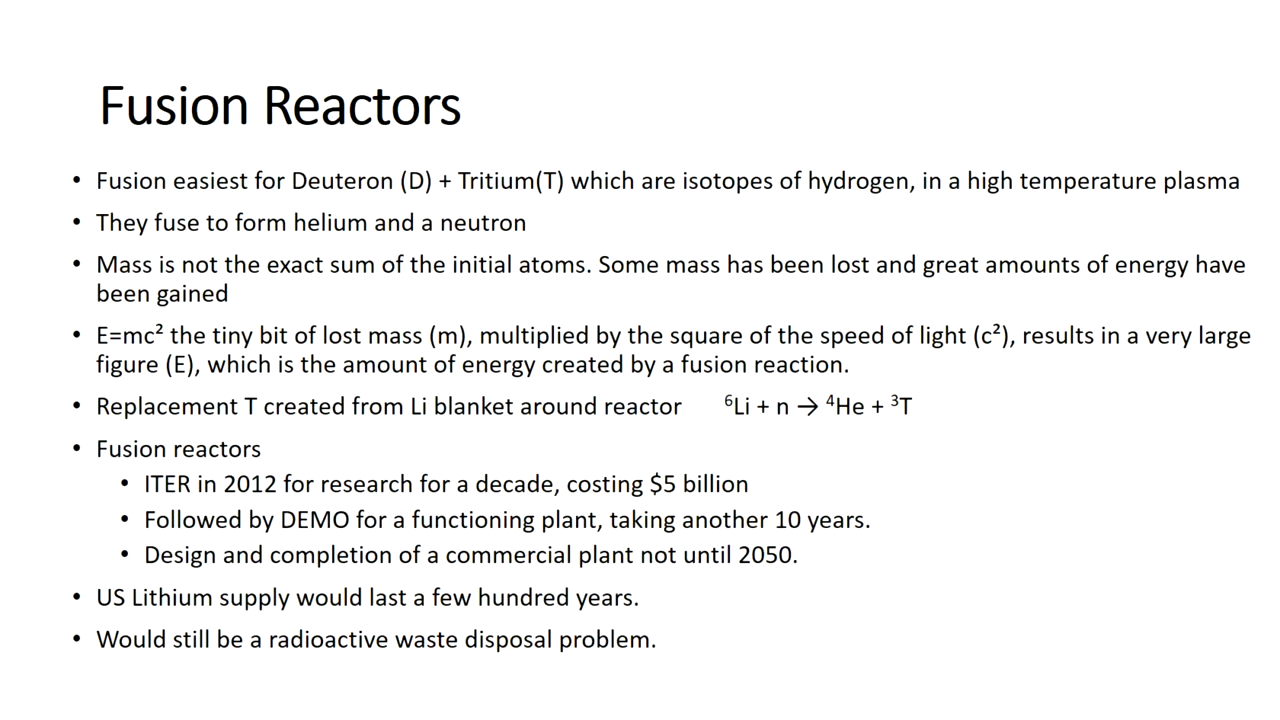 Fusion Reactors
• Fusion easiest for Deuteron (D) + Tritium(T) which are isotopes of hydrogen, in a high temperature plasma
• They fuse to form helium and a neutron
• Mass is not the exact sum of the initial atoms. Some mass has been lost and great amounts of energy have
been gained
• E=mc² the tiny bit of lost mass (m), multiplied by the square of the speed of light (c²), results in a very large
figure (E), which is the amount of energy created by a fusion reaction.
• Replacement T created from Li blanket around reactor ⁶Li + n → ⁴He + ³T
• Fusion reactors
• ITER in 2012 for research for a decade, costing $5 billion
• Followed by DEMO for a functioning plant, taking another 10 years.
• Design and completion of a commercial plant not until 2050.
• US Lithium supply would last a few hundred years.
• Would still be a radioactive waste disposal problem.